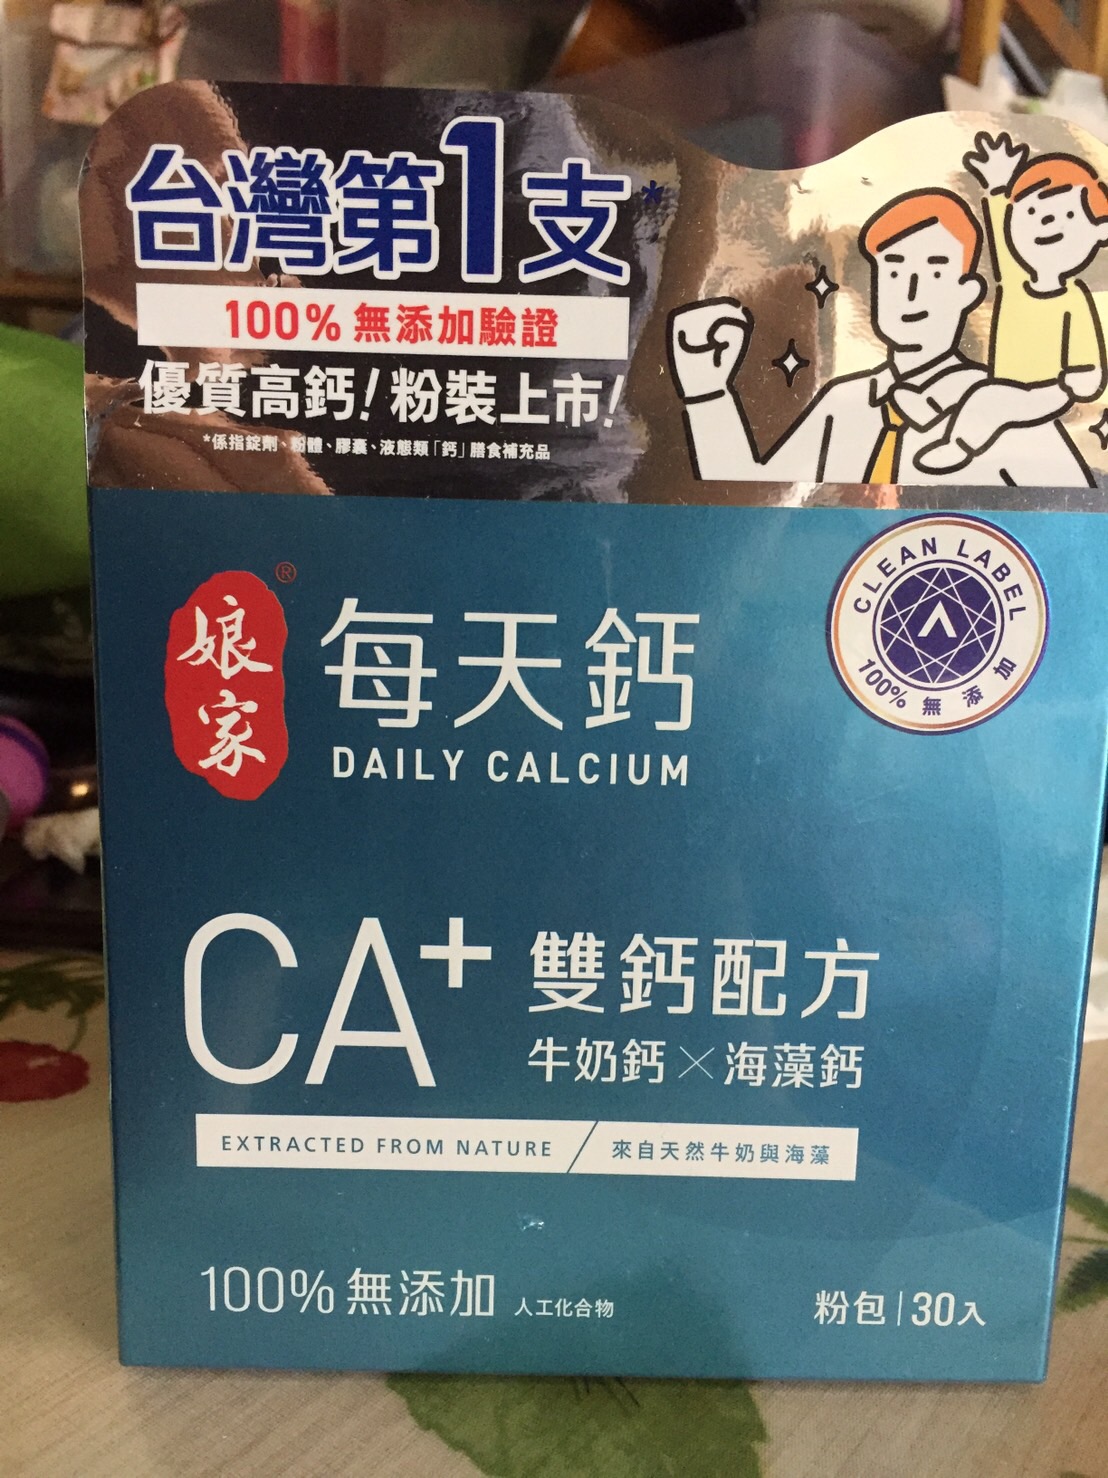 台灣第1支*
100% 無添加驗證
優質高鈣!粉裝上市!
*係指錠劑、粉體、膠囊、液態類「鈣」膳食補充品
CLEAN LABEL
100% 無添加
娘家®
每天鈣
DAILY CALCIUM
CA+ 雙鈣配方
牛奶鈣×海藻鈣
EXTRACTED FROM NATURE / 來自天然牛奶與海藻
100% 無添加 人工化合物
粉包|30入